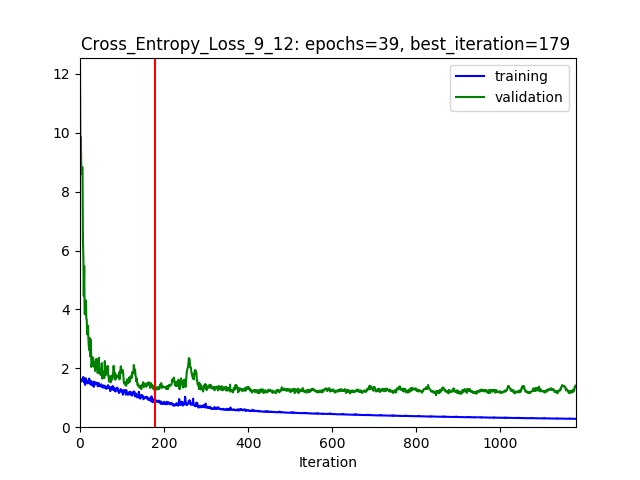 Cross_Entropy_Loss_9_12: epochs=39, best_iteration=179
training
validation
12
10
8
6
4
2
0
0 200 400 600 800 1000
Iteration